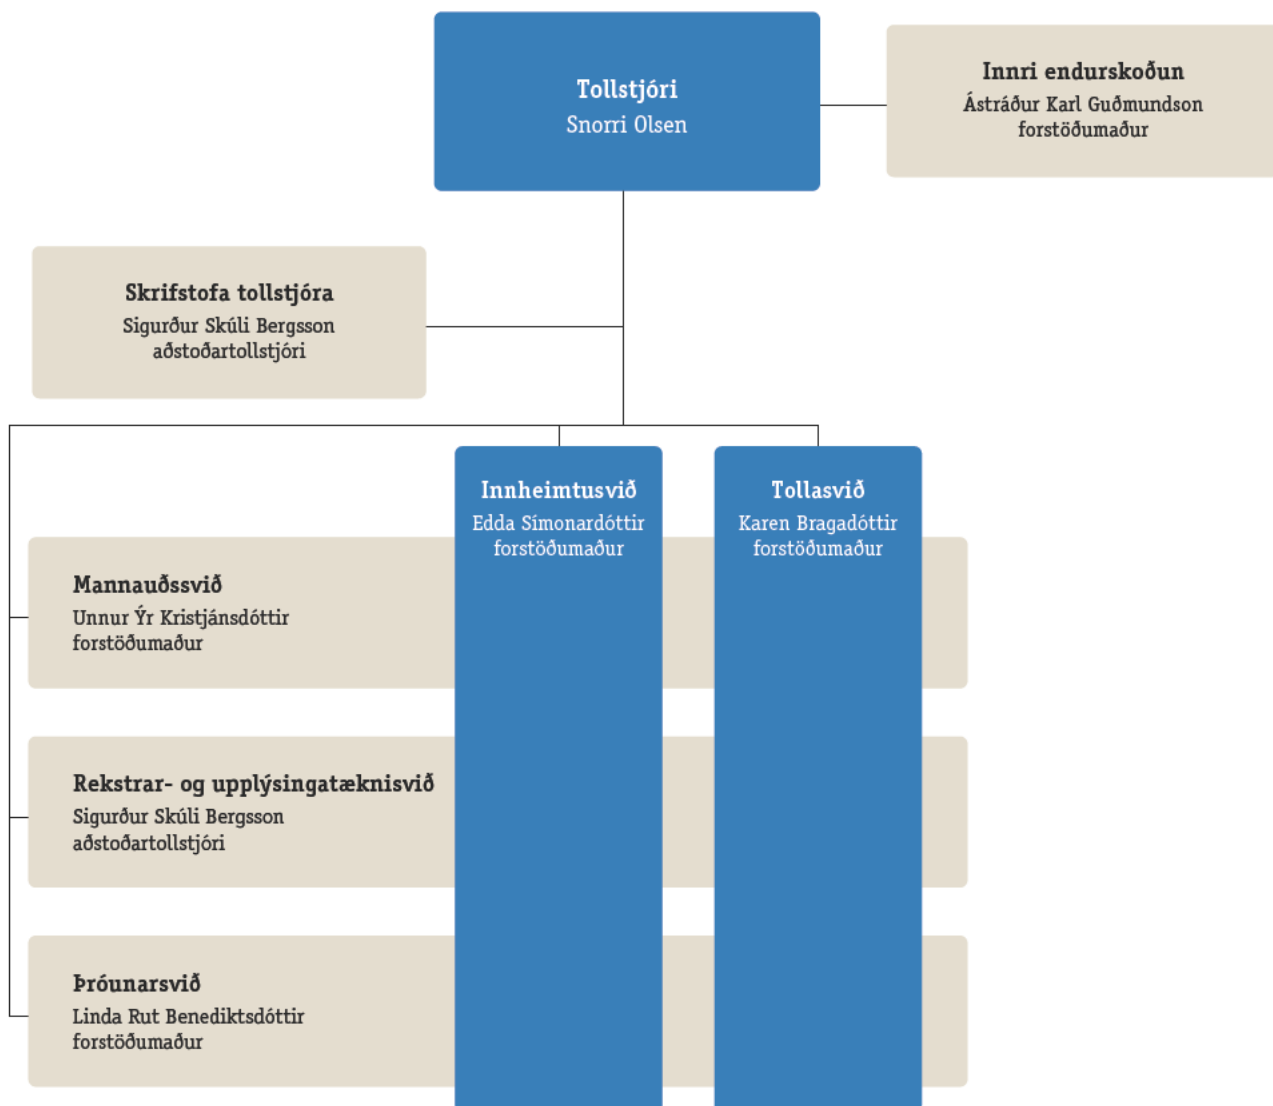 Tollstjóri
Snorri Olsen
Innri endurskoðun
Ástráður Karl Guðmundson
forstöðumaður
Skrifstofa tollstjóra
Sigurður Skúli Bergsson
aðstoðartollstjóri
Innheimtusvið
Edda Símonardóttir
forstöðumaður
Tollasvið
Karen Bragadóttir
forstöðumaður
Mannauðssvið
Unnur Ýr Kristjánsdóttir
forstöðumaður
Rekstrar- og upplýsingatæknisvið
Sigurður Skúli Bergsson
aðstoðartollstjóri
Þróunarsvið
Linda Rut Benediktsdóttir
forstöðumaður